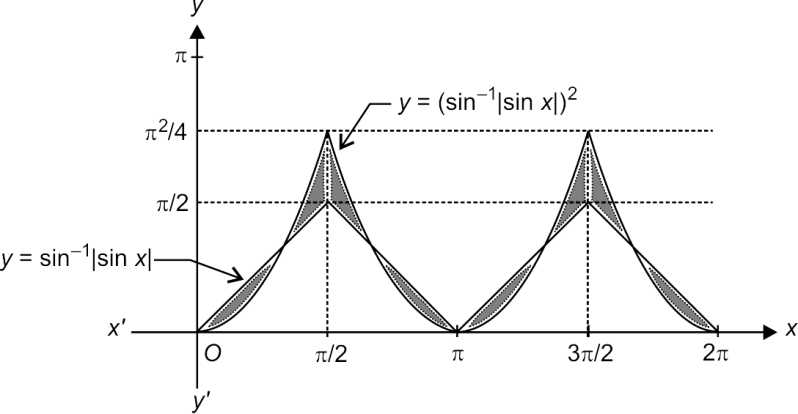 y
π
y = (sin⁻¹|sin x|)²
π²/4
π/2
y = sin⁻¹|sin x|
x′
x
O
π/2
π
3π/2
2π
y′